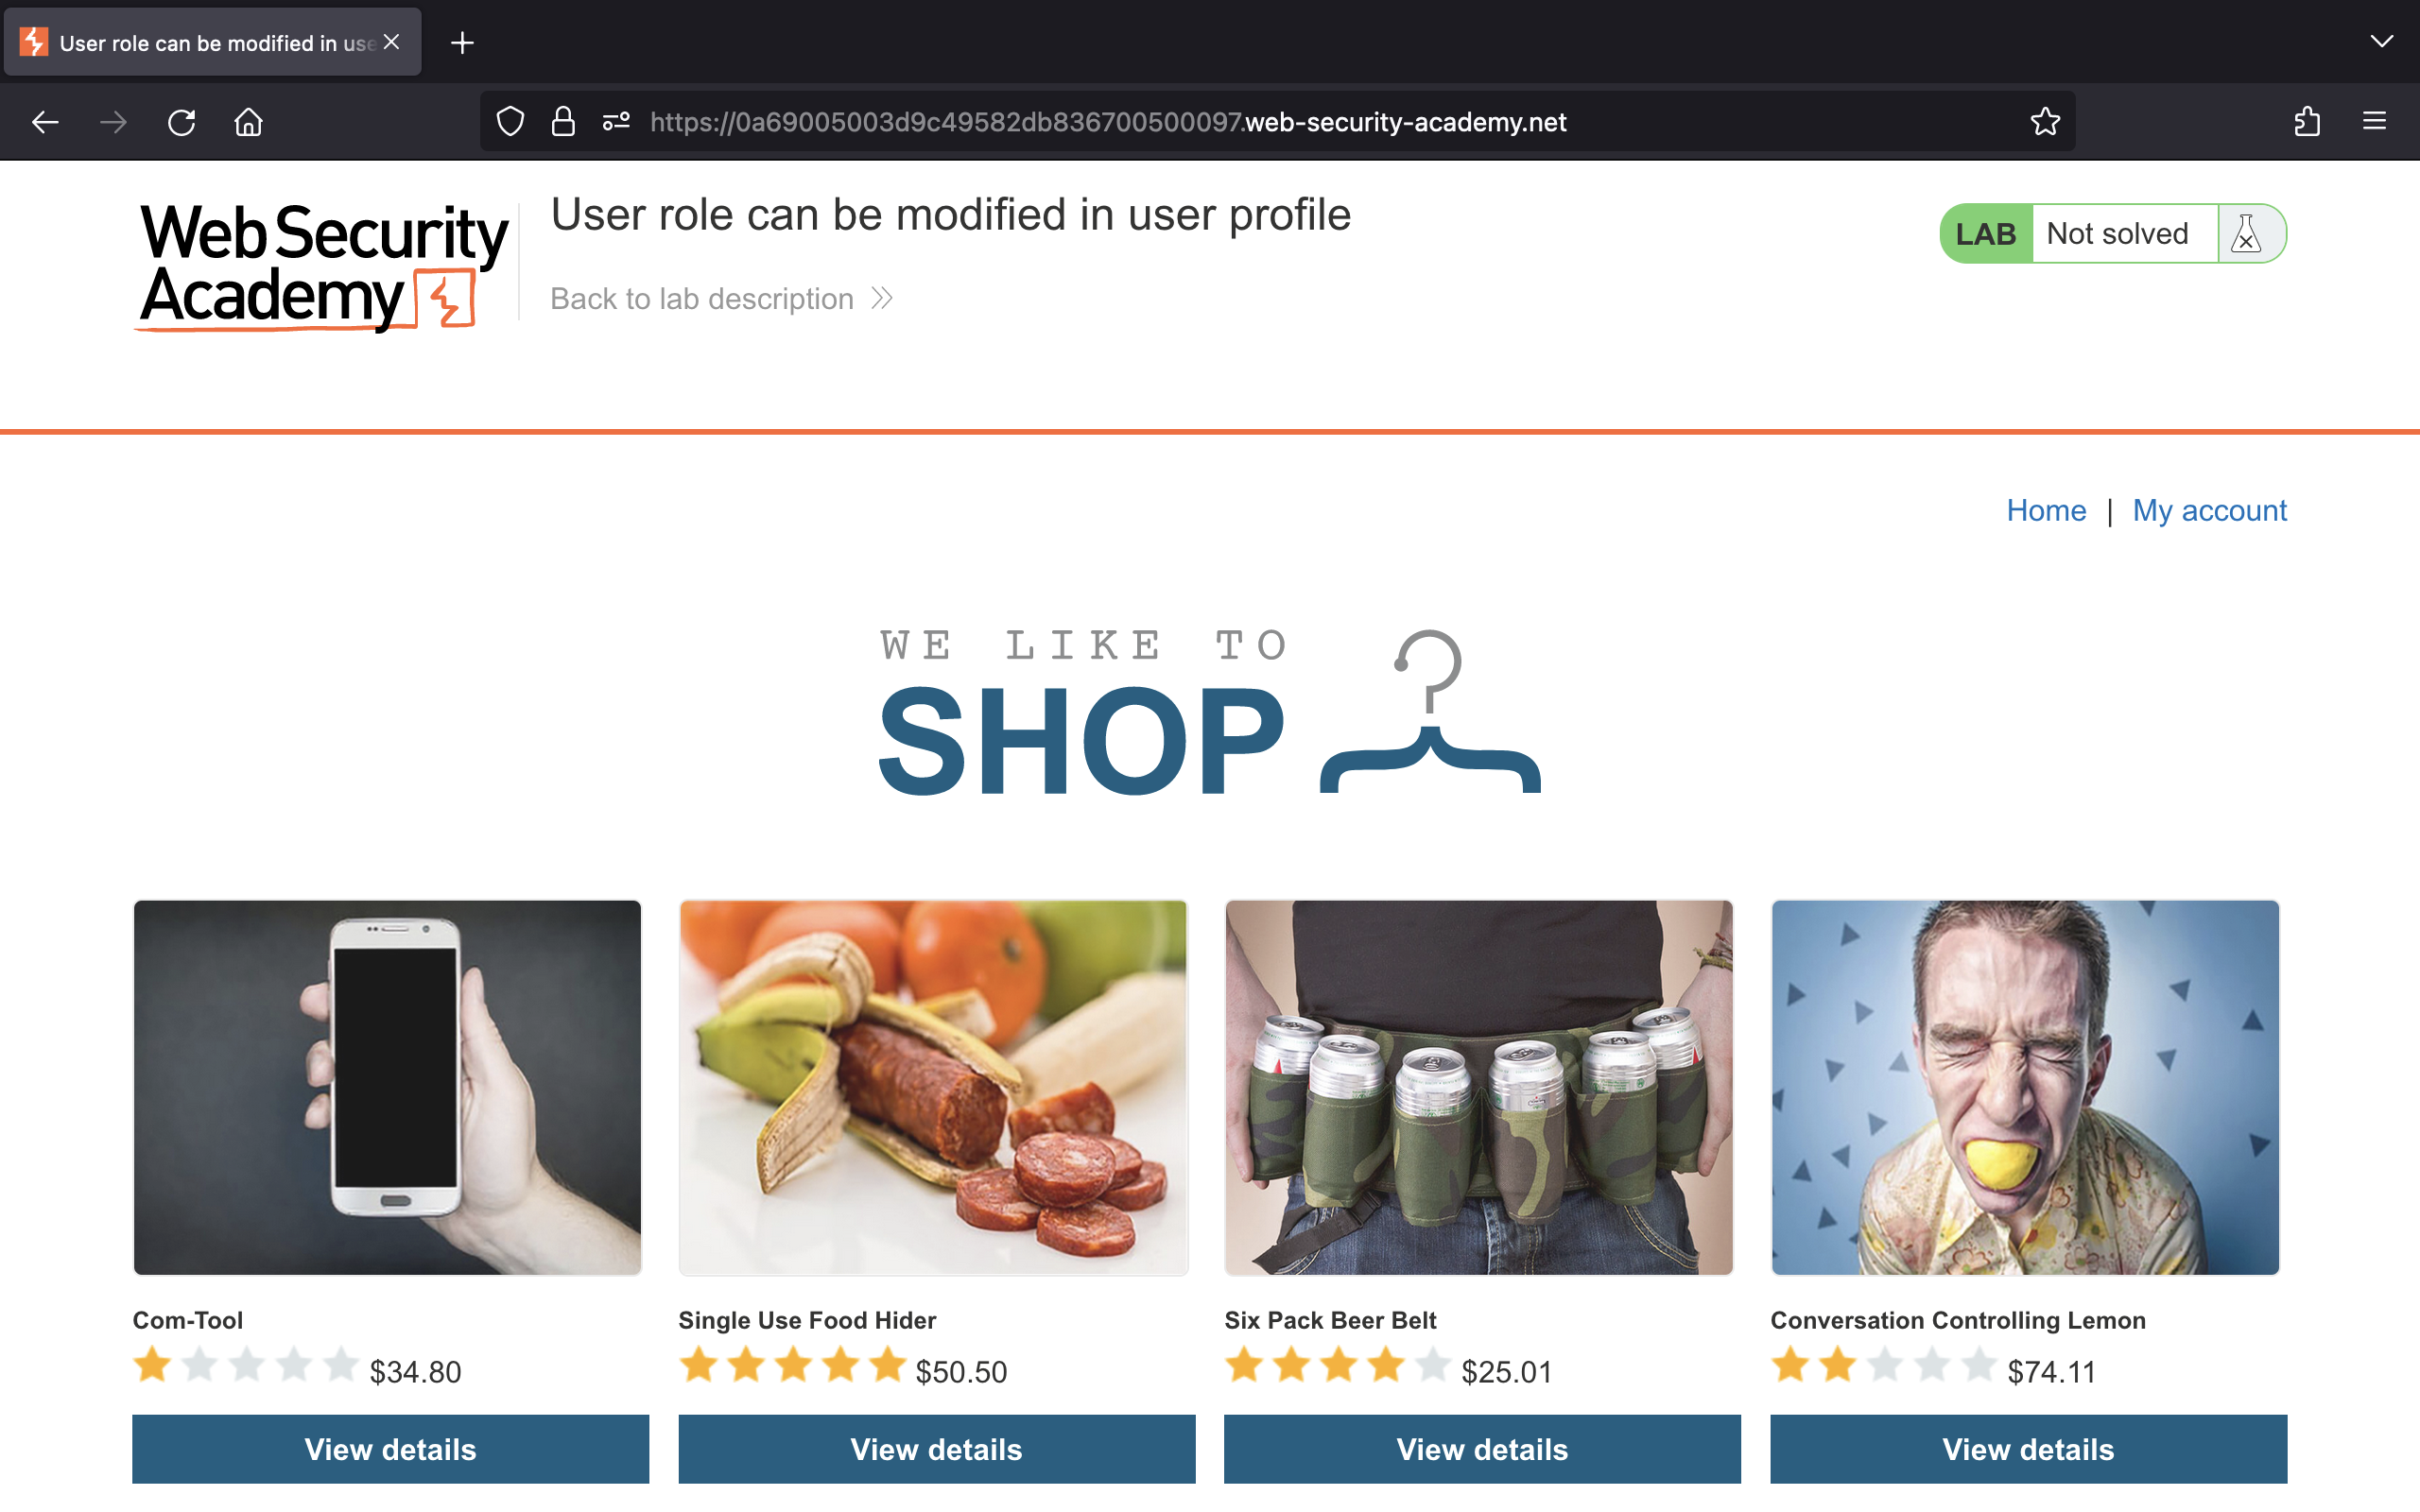 User role can be modified in use
https://0a69005003d9c49582db836700500097.web-security-academy.net
Web Security
Academy
User role can be modified in user profile
Back to lab description
LAB Not solved
Home | My account
WE LIKE TO
SHOP
Com-Tool
$34.80
View details
Single Use Food Hider
$50.50
View details
Six Pack Beer Belt
$25.01
View details
Conversation Controlling Lemon
$74.11
View details